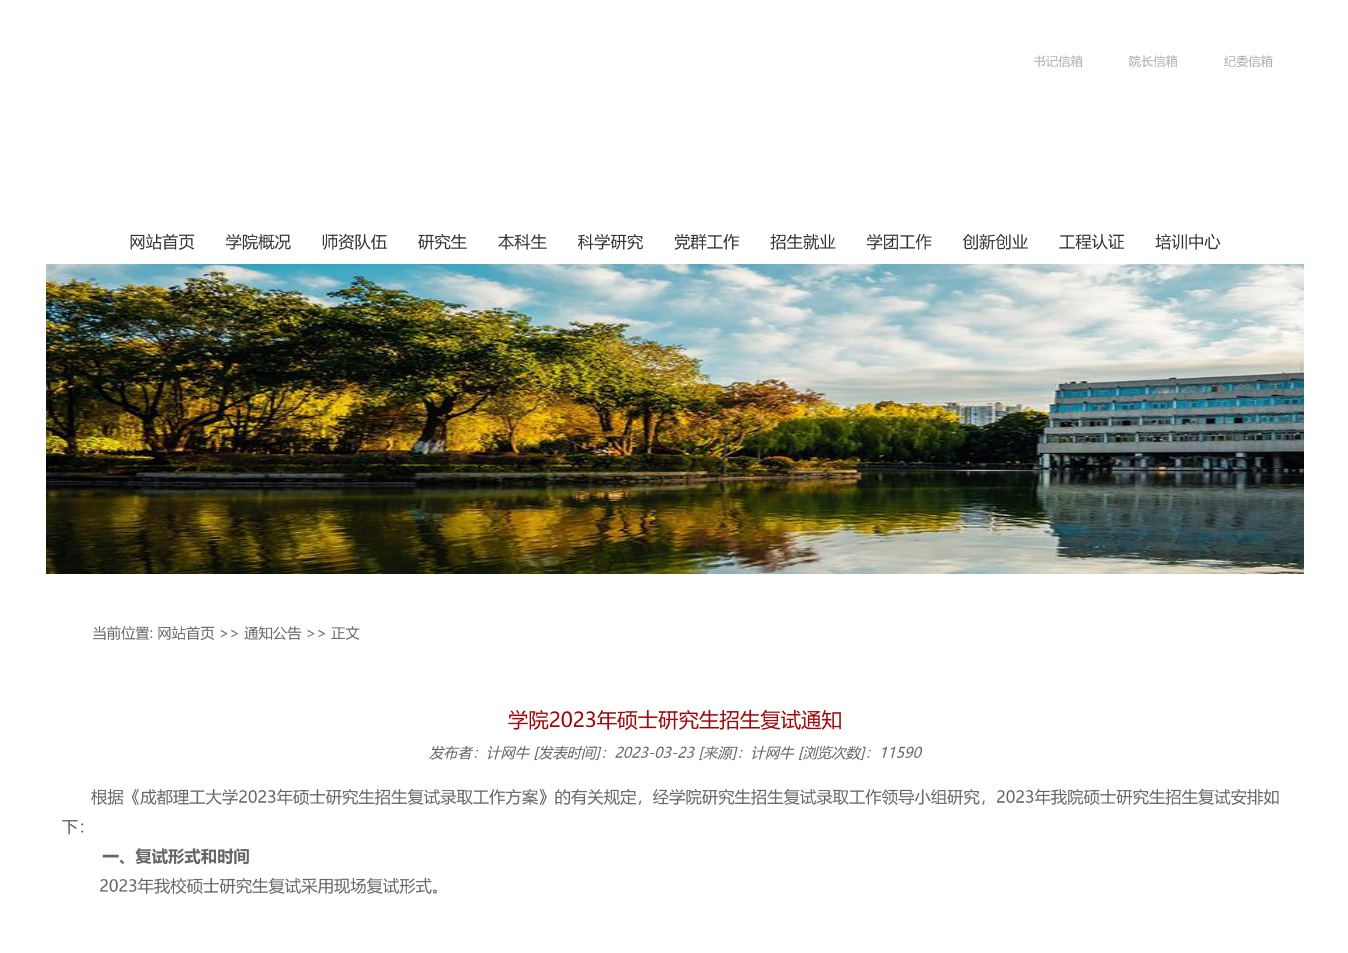 书记信箱 院长信箱 纪委信箱
网站首页 学院概况 师资队伍 研究生 本科生 科学研究 党群工作 招生就业 学团工作 创新创业 工程认证 培训中心
当前位置: 网站首页 >> 通知公告 >> 正文
学院2023年硕士研究生招生复试通知
发布者：计网牛 [发表时间]：2023-03-23 [来源]：计网牛 [浏览次数]：11590
根据《成都理工大学2023年硕士研究生招生复试录取工作方案》的有关规定，经学院研究生招生复试录取工作领导小组研究，2023年我院硕士研究生招生复试安排如
下：
一、复试形式和时间
2023年我校硕士研究生复试采用现场复试形式。